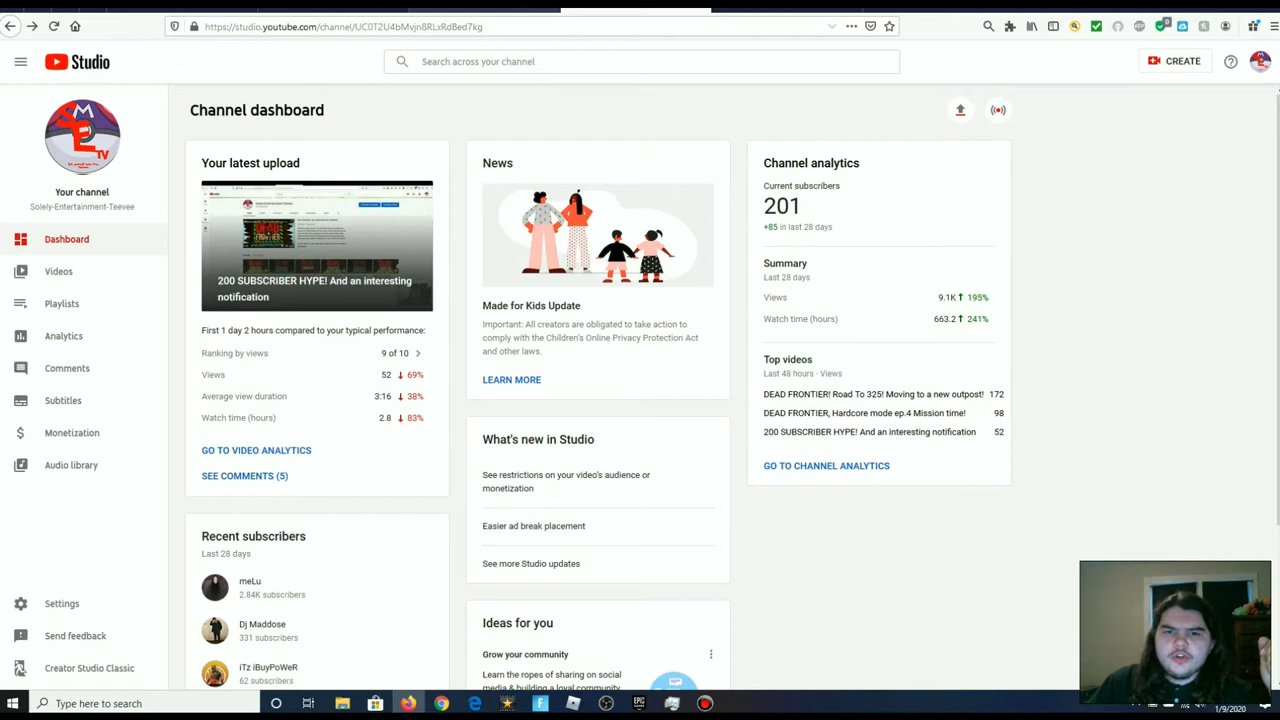 https://studio.youtube.com/channel/UC0T2U4bMvjn8RLxRdBed7kg
Studio
Search across your channel
CREATE
Channel dashboard
Your channel
Solely-Entertainment-Teevee
Dashboard
Videos
Playlists
Analytics
Comments
Subtitles
Monetization
Audio library
Settings
Send feedback
Creator Studio Classic
Your latest upload
200 SUBSCRIBER HYPE! And an interesting
notification
First 1 day 2 hours compared to your typical performance:
Ranking by views 9 of 10
Views 52 69%
Average view duration 3:16 38%
Watch time (hours) 2.8 83%
GO TO VIDEO ANALYTICS
SEE COMMENTS (5)
Recent subscribers
Last 28 days
meLu
2.84K subscribers
Dj Maddose
331 subscribers
iTz iBuyPoWeR
62 subscribers
News
Made for Kids Update
Important: All creators are obligated to take action to
comply with the Children's Online Privacy Protection Act
and other laws.
LEARN MORE
What's new in Studio
See restrictions on your video's audience or
monetization
Easier ad break placement
See more Studio updates
Ideas for you
Grow your community
Learn the ropes of sharing on social
media & building a loyal community
Channel analytics
Current subscribers
201
+85 in last 28 days
Summary
Last 28 days
Views 9.1K 195%
Watch time (hours) 663.2 241%
Top videos
Last 48 hours · Views
DEAD FRONTIER! Road To 325! Moving to a new outpost! 172
DEAD FRONTIER, Hardcore mode ep.4 Mission time! 98
200 SUBSCRIBER HYPE! And an interesting notification 52
GO TO CHANNEL ANALYTICS
Type here to search
1/9/2020